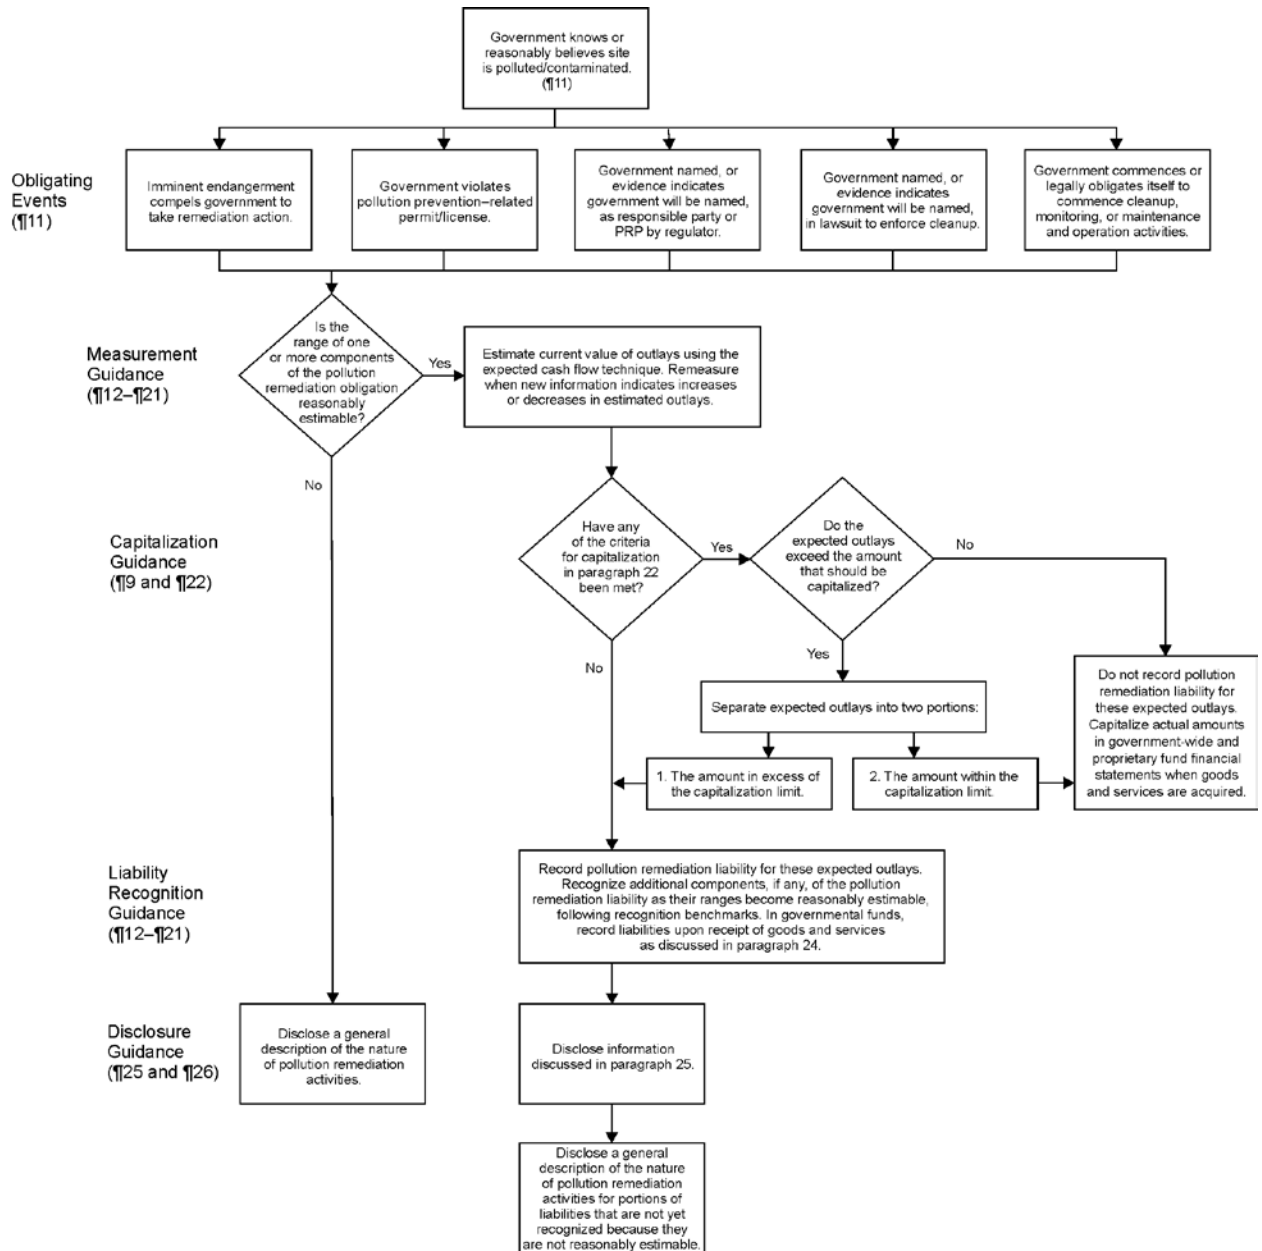 Government knows or
reasonably believes site
is polluted/contaminated.
(¶11)
Obligating
Events
(¶11)
Imminent endangerment
compels government to
take remediation action.
Government violates
pollution prevention–related
permit/license.
Government named, or
evidence indicates
government will be named,
as responsible party or
PRP by regulator.
Government named, or
evidence indicates
government will be named,
in lawsuit to enforce cleanup.
Government commences or
legally obligates itself to
commence cleanup,
monitoring, or maintenance
and operation activities.
Measurement
Guidance
(¶12–¶21)
Is the
range of one
or more components
of the pollution
remediation obligation
reasonably
estimable?
Yes
Estimate current value of outlays using the
expected cash flow technique. Remeasure
when new information indicates increases
or decreases in estimated outlays.
No
Capitalization
Guidance
(¶9 and ¶22)
Have any
of the criteria
for capitalization
in paragraph 22
been met?
Yes
Do the
expected outlays
exceed the amount
that should be
capitalized?
No
No
Yes
Separate expected outlays into two portions:
1. The amount in excess of
the capitalization limit.
2. The amount within the
capitalization limit.
Do not record pollution
remediation liability for
these expected outlays.
Capitalize actual amounts
in government-wide and
proprietary fund financial
statements when goods
and services are acquired.
Liability
Recognition
Guidance
(¶12–¶21)
Record pollution remediation liability for these expected outlays.
Recognize additional components, if any, of the pollution
remediation liability as their ranges become reasonably estimable,
following recognition benchmarks. In governmental funds,
record liabilities upon receipt of goods and services
as discussed in paragraph 24.
Disclosure
Guidance
(¶25 and ¶26)
Disclose a general
description of the nature
of pollution remediation
activities.
Disclose information
discussed in paragraph 25.
Disclose a general
description of the nature
of pollution remediation
activities for portions of
liabilities that are not yet
recognized because they
are not reasonably estimable.